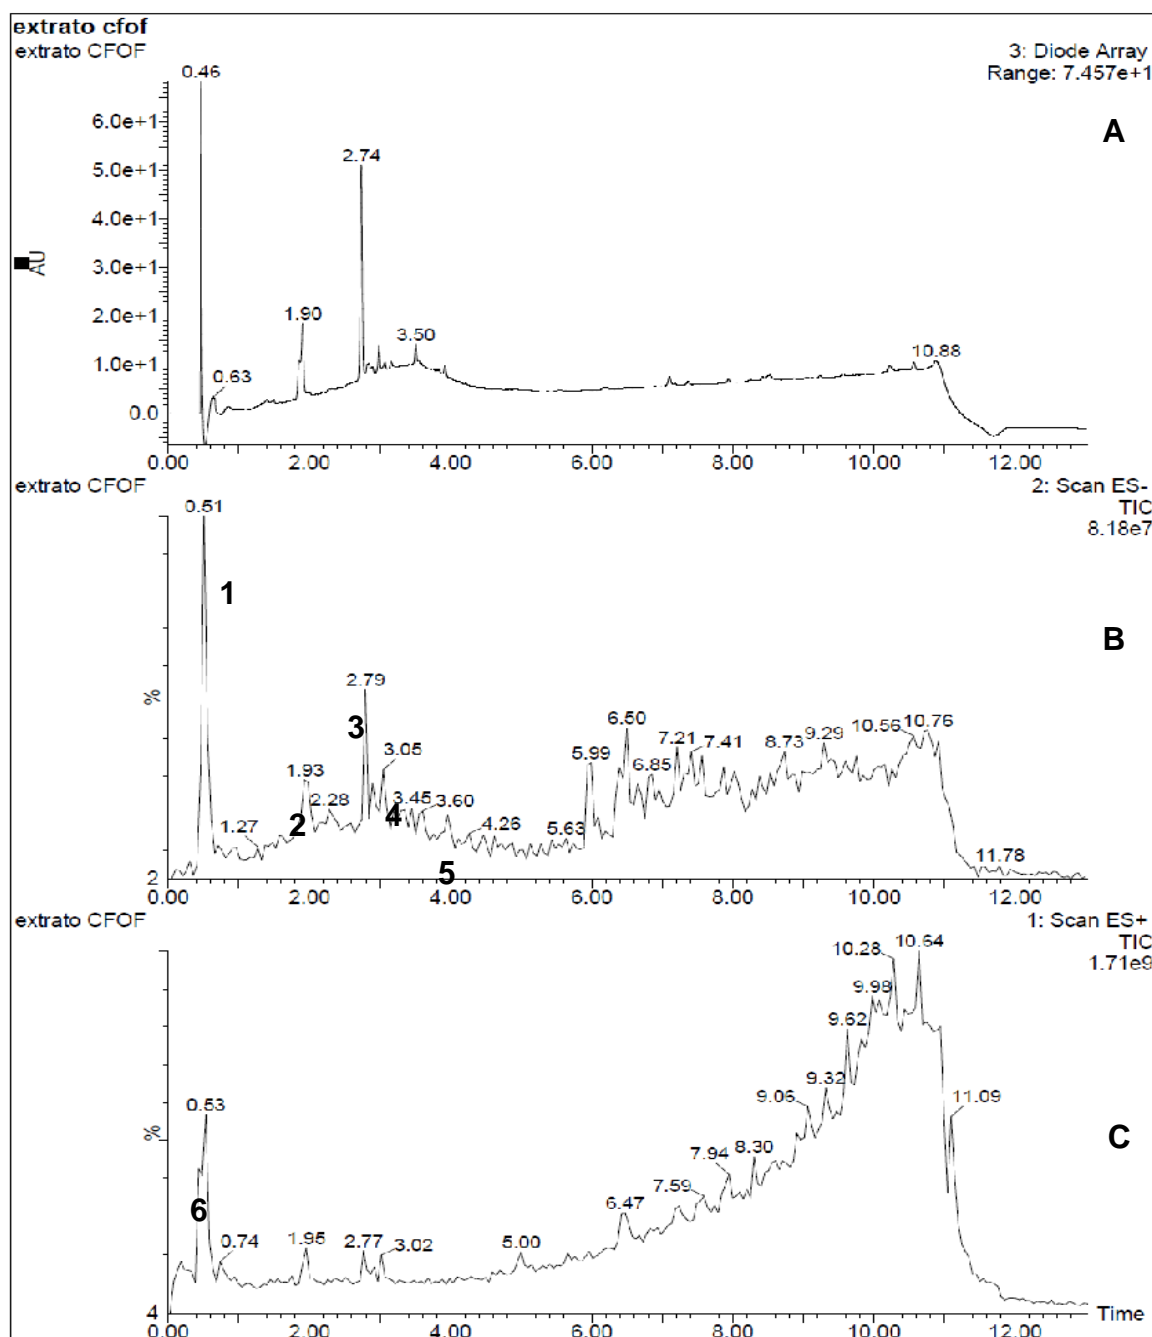 extrato cfof
extrato CFOF
3: Diode Array
Range: 7.457e+1
A
0.46
6.0e+1
5.0e+1
4.0e+1
3.0e+1
2.0e+1
1.0e+1
0.0
AU
0.63
1.90
2.74
3.50
10.88
0.00 2.00 4.00 6.00 8.00 10.00 12.00
extrato CFOF
2: Scan ES-
TIC
8.18e7
B
0.51
1
%
2
1.27
1.93
2
2.28
2.79
3
3.05
4
3.45
3.60
4.26
5
5.63
5.99
6.50
6.85
7.21
7.41
8.73
9.29
10.56
10.76
11.78
0.00 2.00 4.00 6.00 8.00 10.00 12.00
extrato CFOF
1: Scan ES+
TIC
1.71e9
C
%
4
0.53
6
0.74
1.95
2.77
3.02
5.00
6.47
7.59
7.94
8.30
9.06
9.32
9.62
9.98
10.28
10.64
11.09
Time
0.00 2.00 4.00 6.00 8.00 10.00 12.00